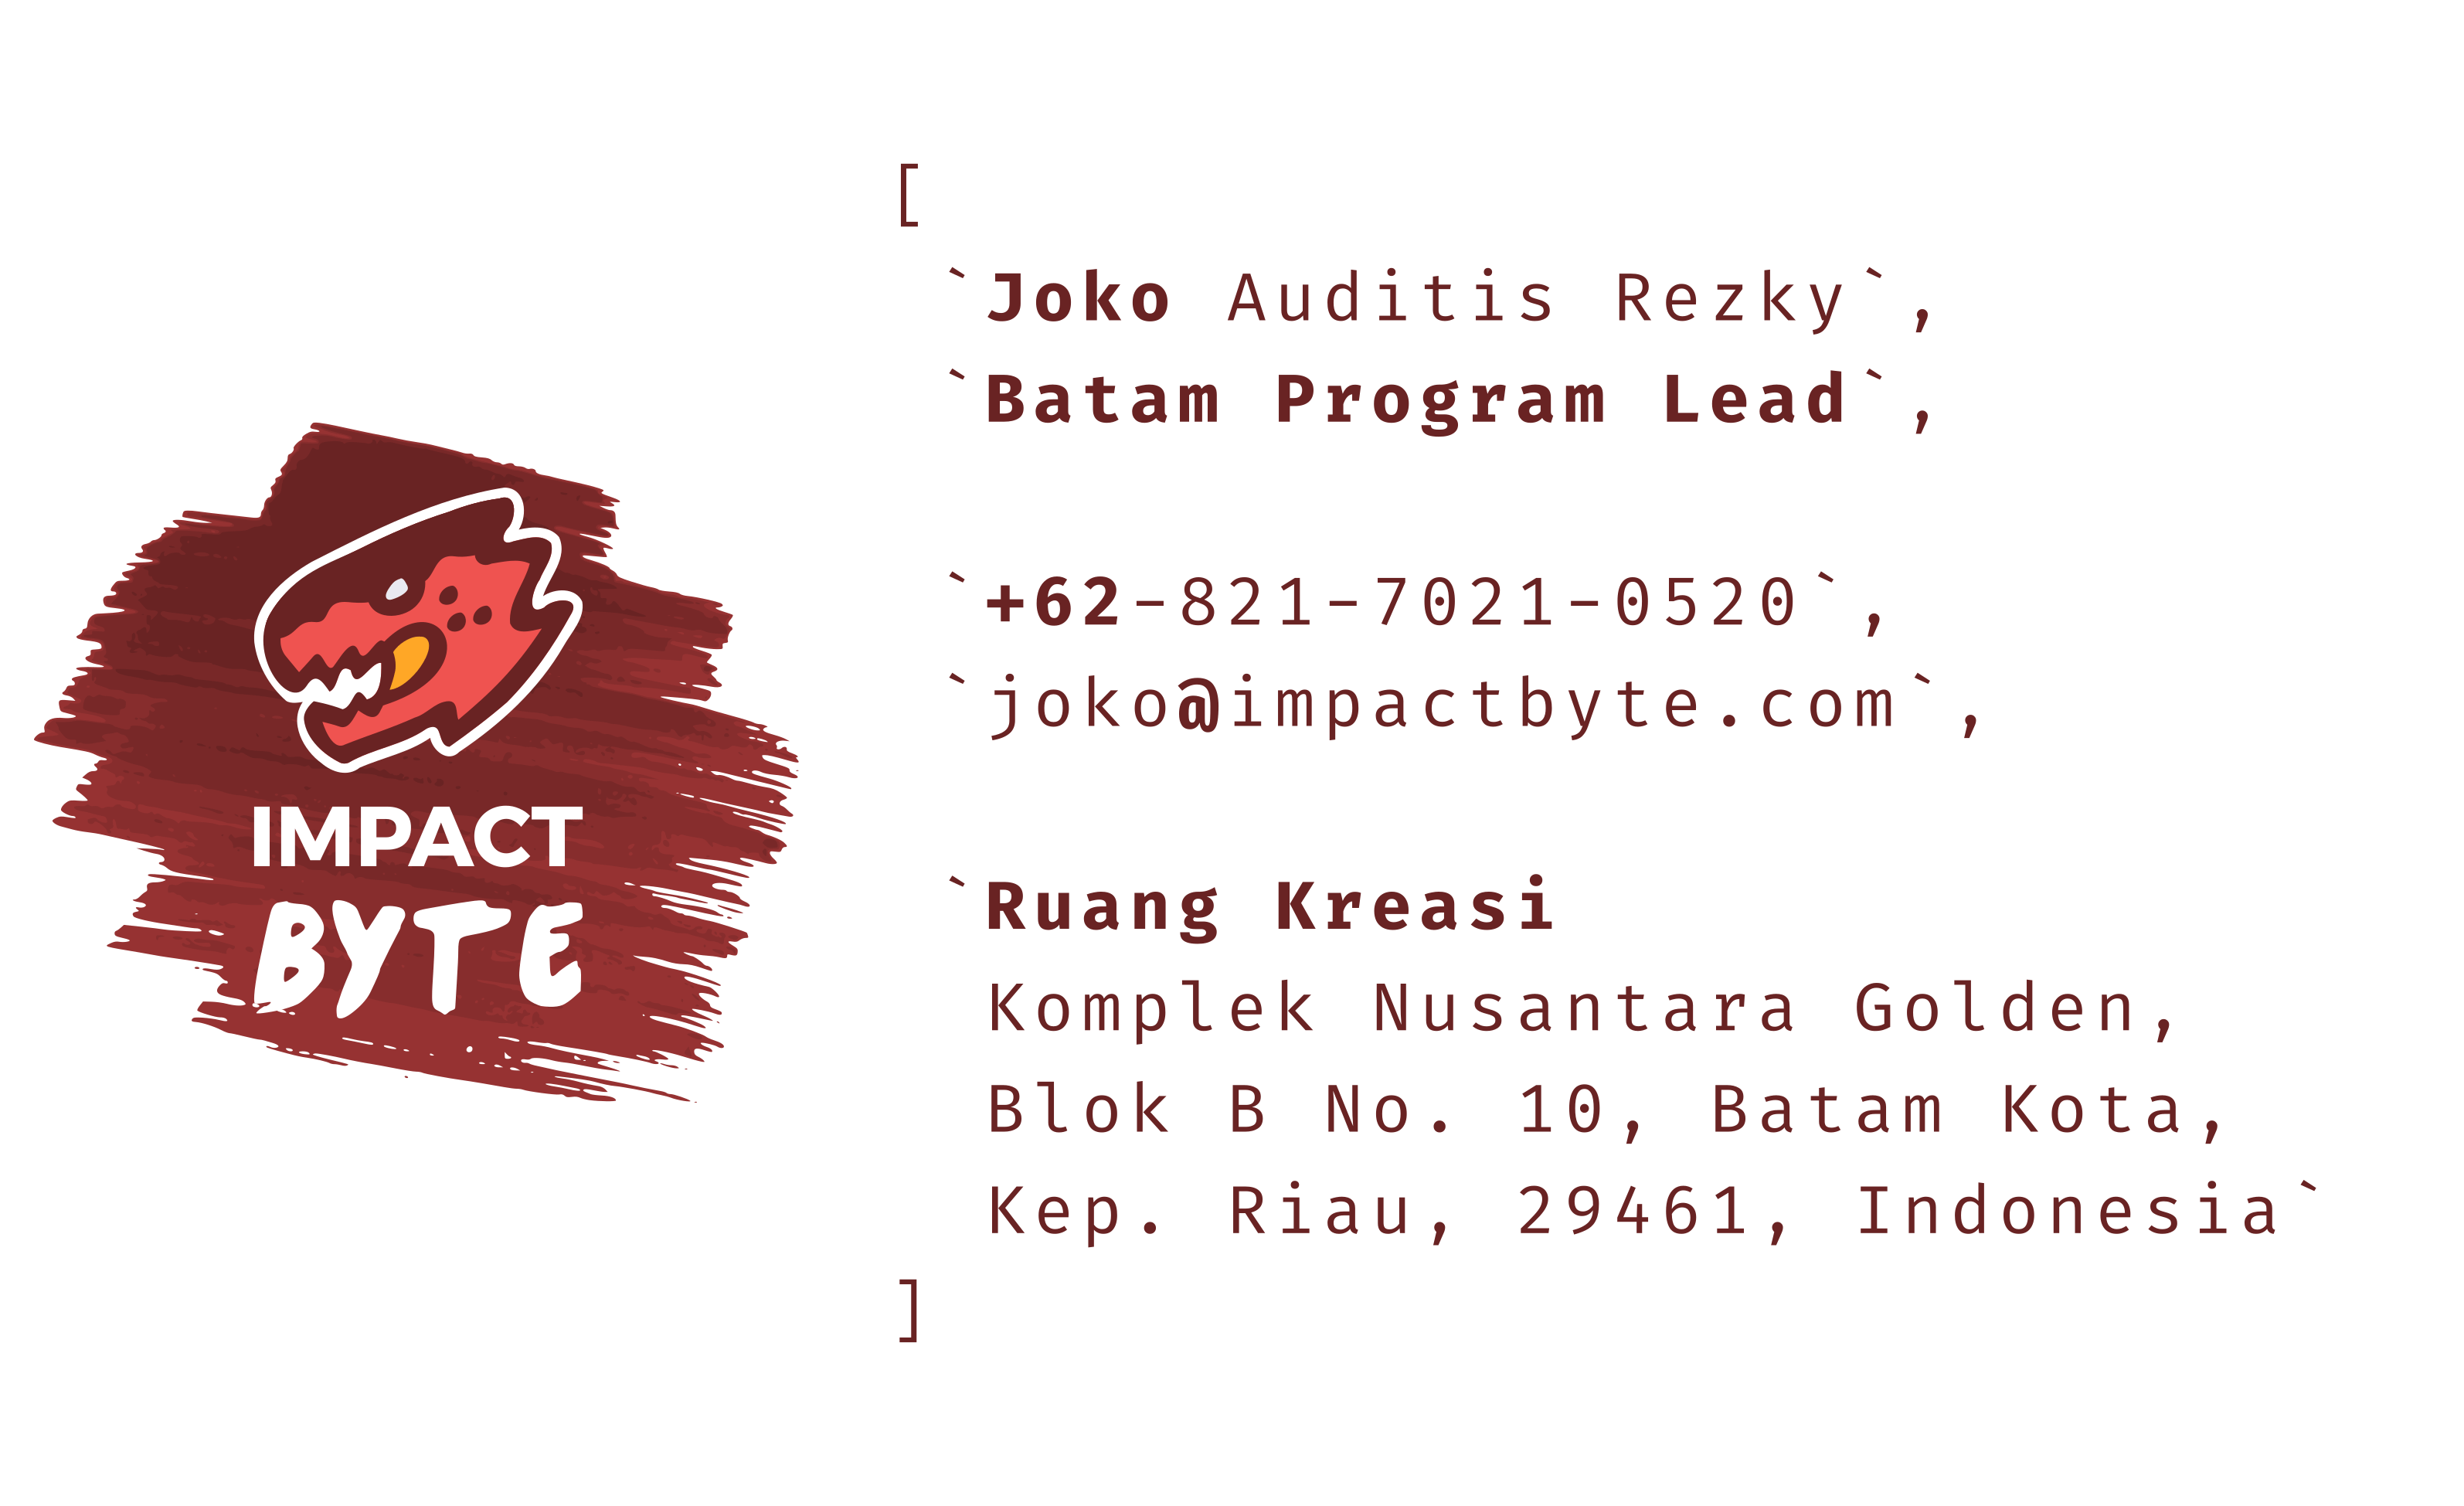 IMPACT
BYTE
[
`Joko Auditis Rezky`,
`Batam Program Lead`,
`+62-821-7021-0520`,
`joko@impactbyte.com`,
`Ruang Kreasi
Komplek Nusantara Golden,
Blok B No. 10, Batam Kota,
Kep. Riau, 29461, Indonesia`
]